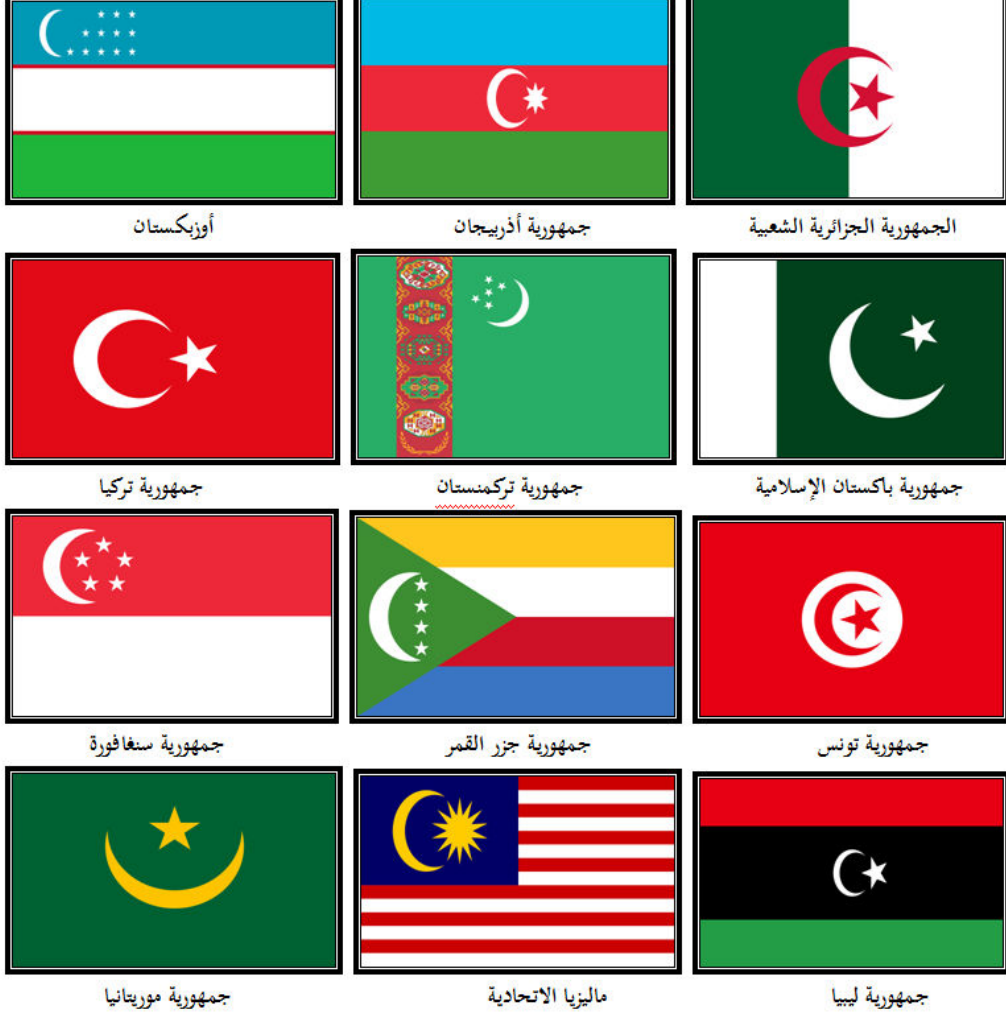 الجمهورية الجزائرية الشعبية
جمهورية أذربيجان
أوزبكستان
جمهورية باكستان الإسلامية
جمهورية تركمنستان
جمهورية تركيا
جمهورية تونس
جمهورية جزر القمر
جمهورية سنغافورة
جمهورية ليبيا
ماليزيا الاتحادية
جمهورية موريتانيا